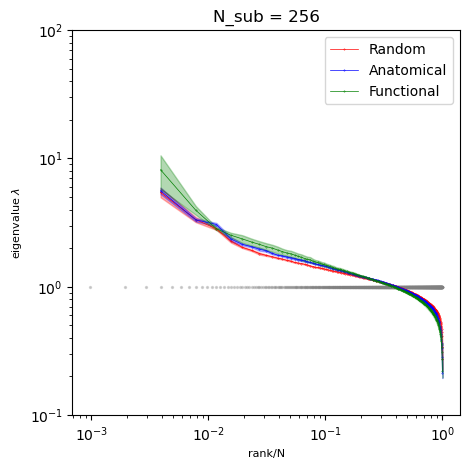 N_sub = 256
10²
10¹
10⁰
10⁻¹
eigenvalue λ
Random
Anatomical
Functional
10⁻³
10⁻²
10⁻¹
10⁰
rank/N